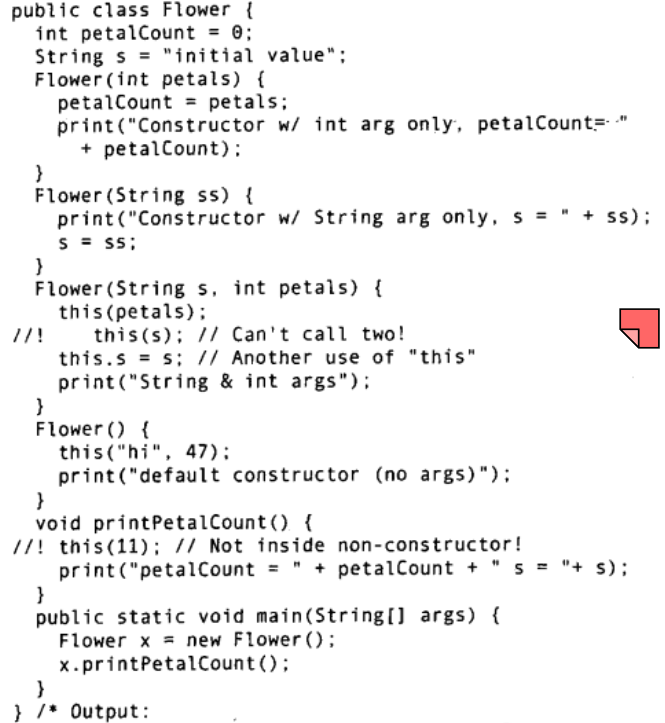 public class Flower {
  int petalCount = 0;
  String s = "initial value";
  Flower(int petals) {
    petalCount = petals;
    print("Constructor w/ int arg only, petalCount= "
      + petalCount);
  }
  Flower(String ss) {
    print("Constructor w/ String arg only, s = " + ss);
    s = ss;
  }
  Flower(String s, int petals) {
    this(petals);
//!    this(s); // Can't call two!
    this.s = s; // Another use of "this"
    print("String & int args");
  }
  Flower() {
    this("hi", 47);
    print("default constructor (no args)");
  }
  void printPetalCount() {
//! this(11); // Not inside non-constructor!
    print("petalCount = " + petalCount + " s = "+ s);
  }
  public static void main(String[] args) {
    Flower x = new Flower();
    x.printPetalCount();
  }
} /* Output: